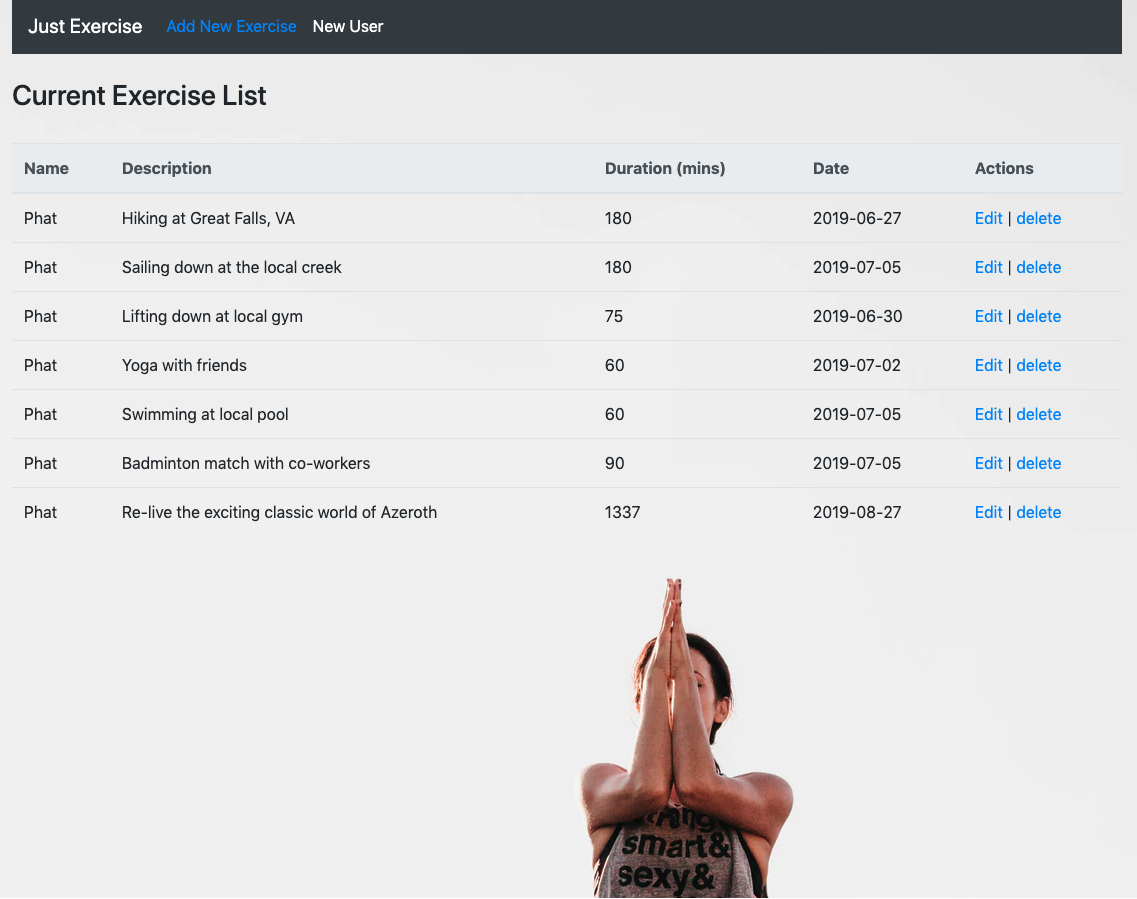 Just Exercise Add New Exercise New User
Current Exercise List
Name Description Duration (mins) Date Actions
Phat Hiking at Great Falls, VA 180 2019-06-27 Edit | delete
Phat Sailing down at the local creek 180 2019-07-05 Edit | delete
Phat Lifting down at local gym 75 2019-06-30 Edit | delete
Phat Yoga with friends 60 2019-07-02 Edit | delete
Phat Swimming at local pool 60 2019-07-05 Edit | delete
Phat Badminton match with co-workers 90 2019-07-05 Edit | delete
Phat Re-live the exciting classic world of Azeroth 1337 2019-08-27 Edit | delete
smart&
sexy&